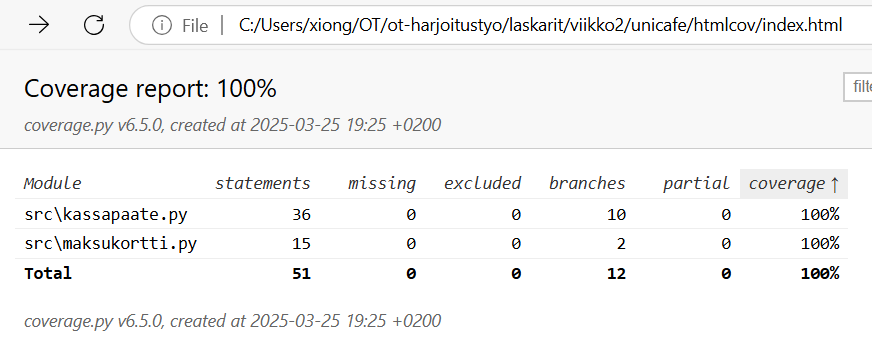 File | C:/Users/xiong/OT/ot-harjoitustyo/laskarit/viikko2/unicafe/htmlcov/index.html
Coverage report: 100%
filte
coverage.py v6.5.0, created at 2025-03-25 19:25 +0200
Module statements missing excluded branches partial coverage ↑
src\kassapaate.py 36 0 0 10 0 100%
src\maksukortti.py 15 0 0 2 0 100%
Total 51 0 0 12 0 100%
coverage.py v6.5.0, created at 2025-03-25 19:25 +0200